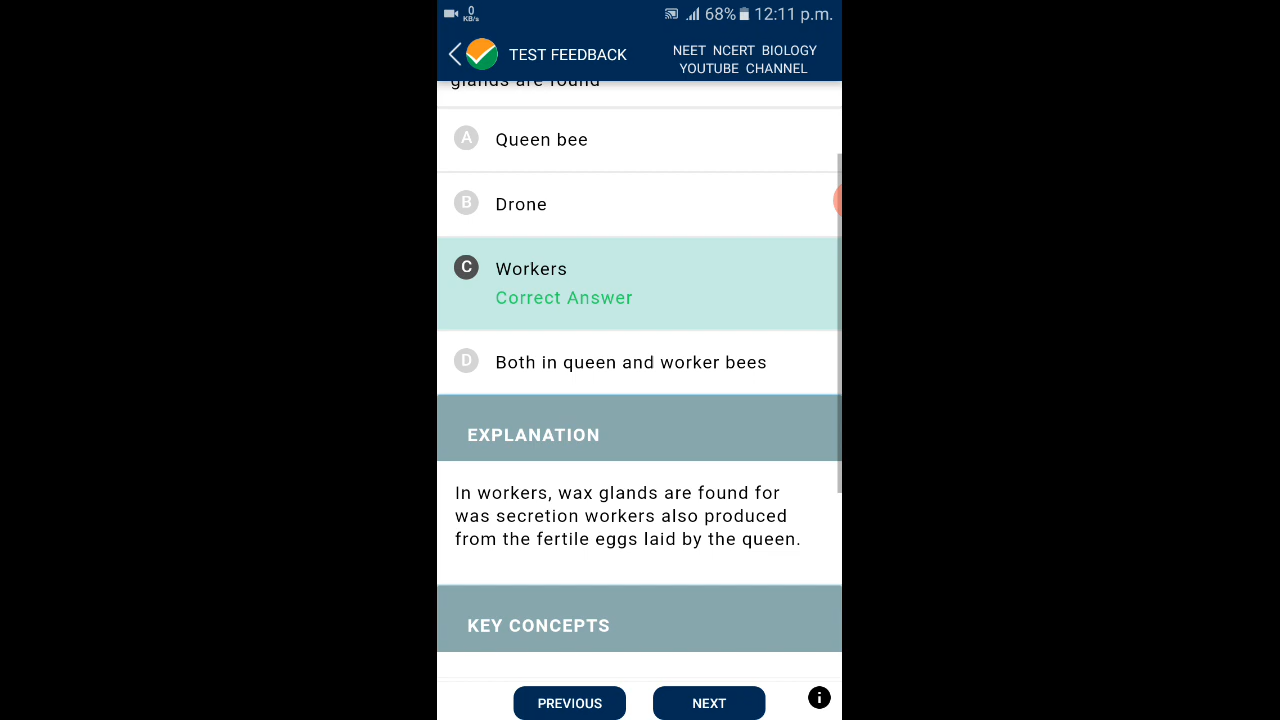 0
KB/s
68% 12:11 p.m.
TEST FEEDBACK
NEET NCERT BIOLOGY
YOUTUBE CHANNEL
glands are found
A Queen bee
B Drone
C Workers
Correct Answer
D Both in queen and worker bees
EXPLANATION
In workers, wax glands are found for
was secretion workers also produced
from the fertile eggs laid by the queen.
KEY CONCEPTS
PREVIOUS
NEXT
i